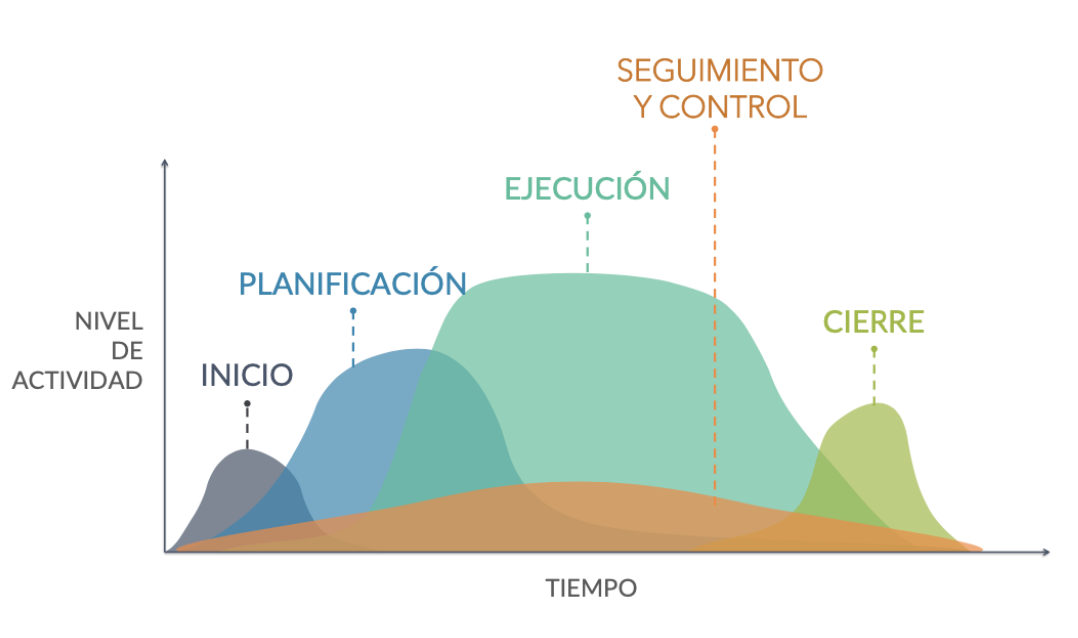 SEGUIMIENTO
Y CONTROL
EJECUCIÓN
PLANIFICACIÓN
CIERRE
NIVEL
DE
ACTIVIDAD
INICIO
TIEMPO